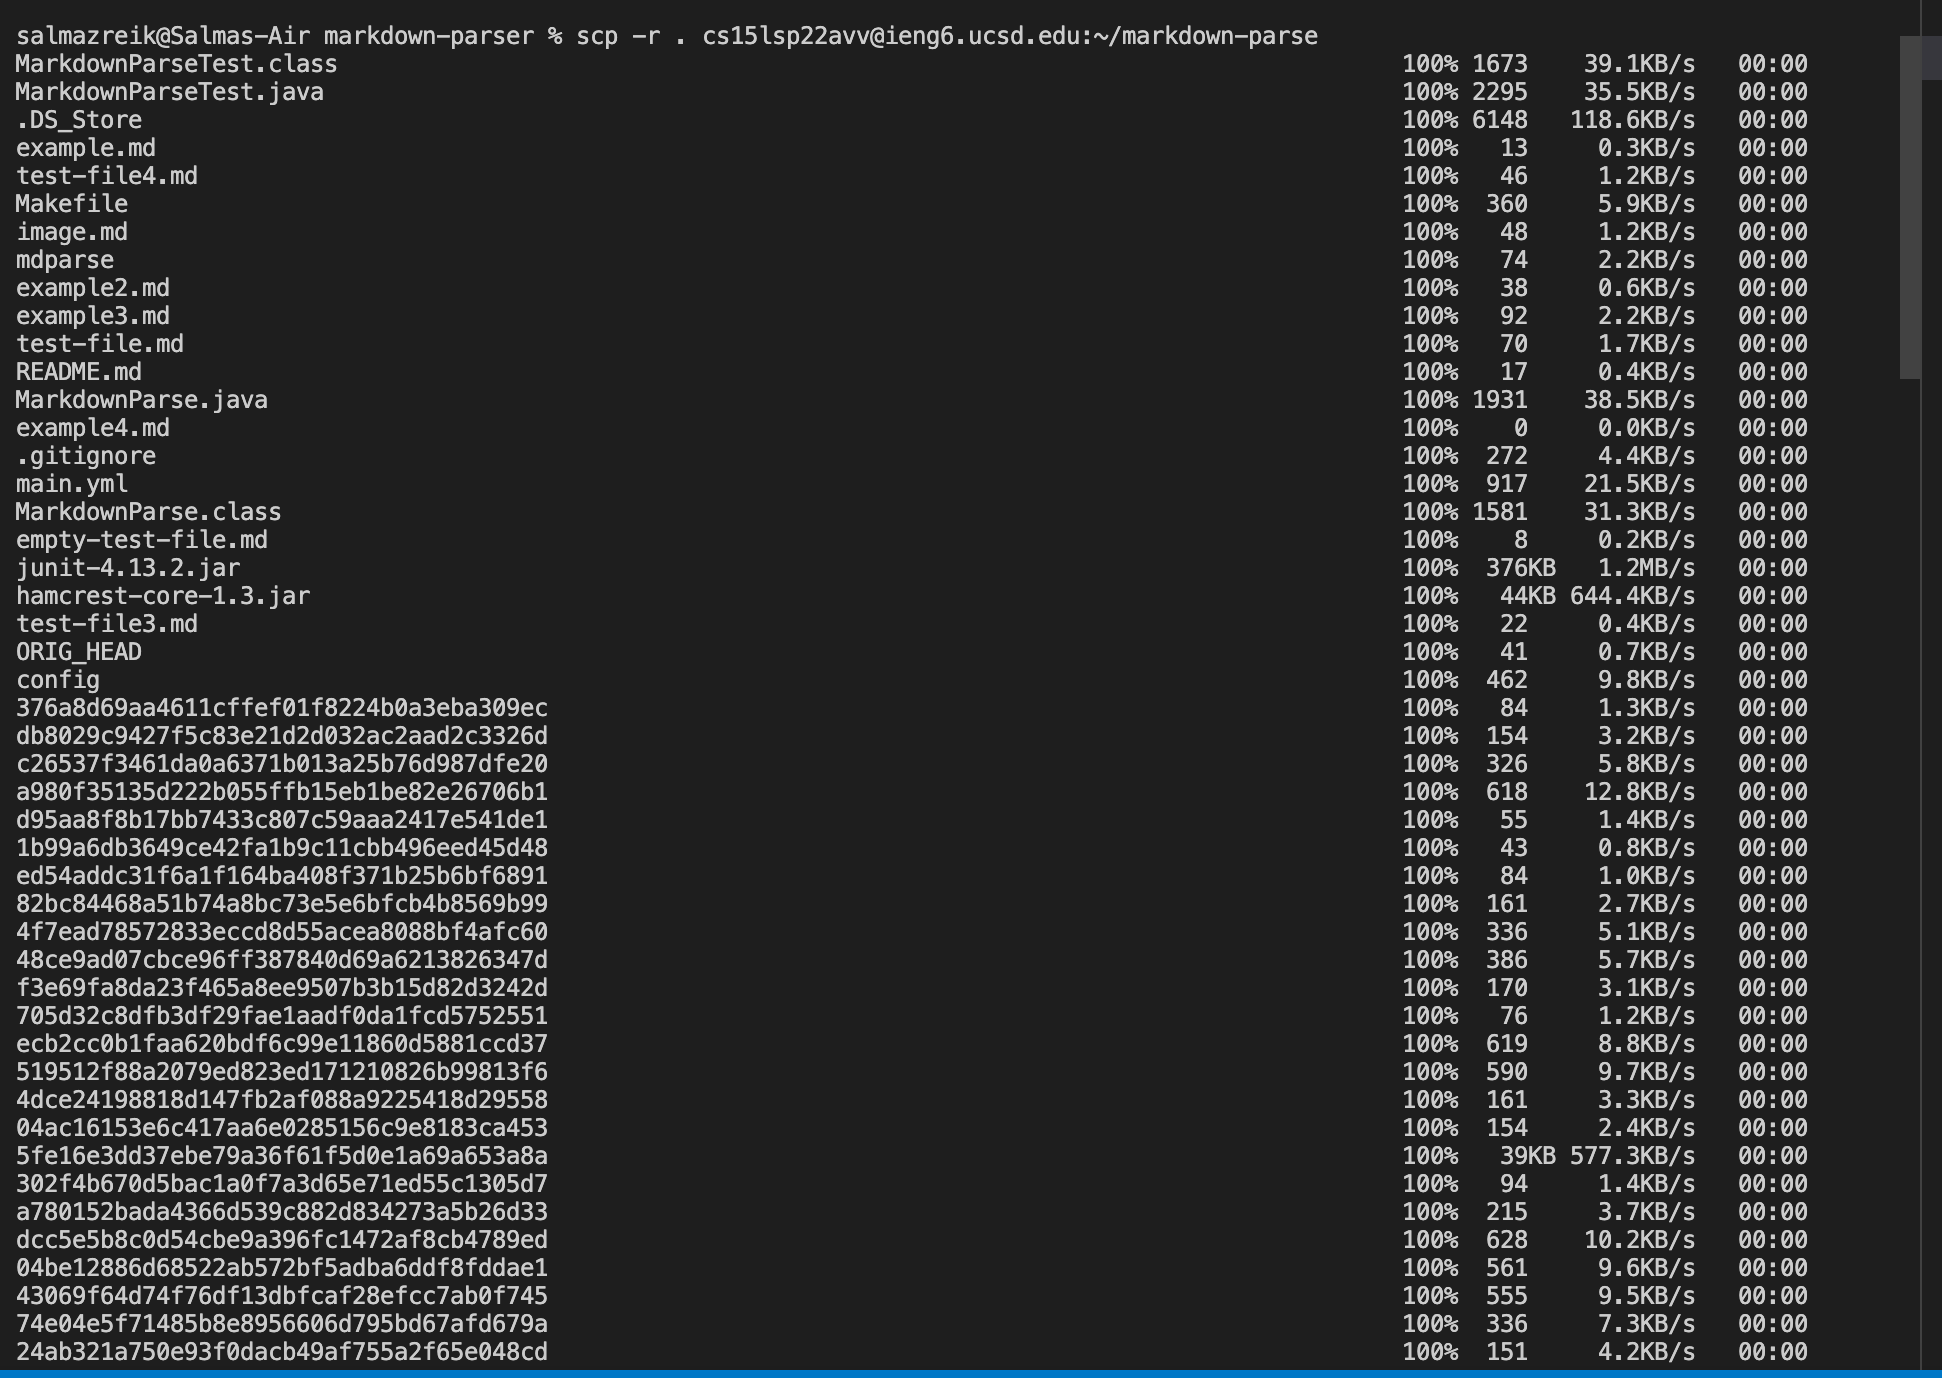 salmazreik@Salmas-Air markdown-parser % scp -r . cs15lsp22avv@ieng6.ucsd.edu:~/markdown-parse
MarkdownParseTest.class 100% 1673 39.1KB/s 00:00
MarkdownParseTest.java 100% 2295 35.5KB/s 00:00
.DS_Store 100% 6148 118.6KB/s 00:00
example.md 100% 13 0.3KB/s 00:00
test-file4.md 100% 46 1.2KB/s 00:00
Makefile 100% 360 5.9KB/s 00:00
image.md 100% 48 1.2KB/s 00:00
mdparse 100% 74 2.2KB/s 00:00
example2.md 100% 38 0.6KB/s 00:00
example3.md 100% 92 2.2KB/s 00:00
test-file.md 100% 70 1.7KB/s 00:00
README.md 100% 17 0.4KB/s 00:00
MarkdownParse.java 100% 1931 38.5KB/s 00:00
example4.md 100% 0 0.0KB/s 00:00
.gitignore 100% 272 4.4KB/s 00:00
main.yml 100% 917 21.5KB/s 00:00
MarkdownParse.class 100% 1581 31.3KB/s 00:00
empty-test-file.md 100% 8 0.2KB/s 00:00
junit-4.13.2.jar 100% 376KB 1.2MB/s 00:00
hamcrest-core-1.3.jar 100% 44KB 644.4KB/s 00:00
test-file3.md 100% 22 0.4KB/s 00:00
ORIG_HEAD 100% 41 0.7KB/s 00:00
config 100% 462 9.8KB/s 00:00
376a8d69aa4611cffef01f8224b0a3eba309ec 100% 84 1.3KB/s 00:00
db8029c9427f5c83e21d2d032ac2aad2c3326d 100% 154 3.2KB/s 00:00
c26537f3461da0a6371b013a25b76d987dfe20 100% 326 5.8KB/s 00:00
a980f35135d222b055ffb15eb1be82e26706b1 100% 618 12.8KB/s 00:00
d95aa8f8b17bb7433c807c59aaa2417e541de1 100% 55 1.4KB/s 00:00
1b99a6db3649ce42fa1b9c11cbb496eed45d48 100% 43 0.8KB/s 00:00
ed54addc31f6a1f164ba408f371b25b6bf6891 100% 84 1.0KB/s 00:00
82bc84468a51b74a8bc73e5e6bfcb4b8569b99 100% 161 2.7KB/s 00:00
4f7ead78572833eccd8d55acea8088bf4afc60 100% 336 5.1KB/s 00:00
48ce9ad07cbce96ff387840d69a6213826347d 100% 386 5.7KB/s 00:00
f3e69fa8da23f465a8ee9507b3b15d82d3242d 100% 170 3.1KB/s 00:00
705d32c8dfb3df29fae1aadf0da1fcd5752551 100% 76 1.2KB/s 00:00
ecb2cc0b1faa620bdf6c99e11860d5881ccd37 100% 619 8.8KB/s 00:00
519512f88a2079ed823ed171210826b99813f6 100% 590 9.7KB/s 00:00
4dce24198818d147fb2af088a9225418d29558 100% 161 3.3KB/s 00:00
04ac16153e6c417aa6e0285156c9e8183ca453 100% 154 2.4KB/s 00:00
5fe16e3dd37ebe79a36f61f5d0e1a69a653a8a 100% 39KB 577.3KB/s 00:00
302f4b670d5bac1a0f7a3d65e71ed55c1305d7 100% 94 1.4KB/s 00:00
a780152bada4366d539c882d834273a5b26d33 100% 215 3.7KB/s 00:00
dcc5e5b8c0d54cbe9a396fc1472af8cb4789ed 100% 628 10.2KB/s 00:00
04be12886d68522ab572bf5adba6ddf8fddae1 100% 561 9.6KB/s 00:00
43069f64d74f76df13dbfcaf28efcc7ab0f745 100% 555 9.5KB/s 00:00
74e04e5f71485b8e8956606d795bd67afd679a 100% 336 7.3KB/s 00:00
24ab321a750e93f0dacb49af755a2f65e048cd 100% 151 4.2KB/s 00:00